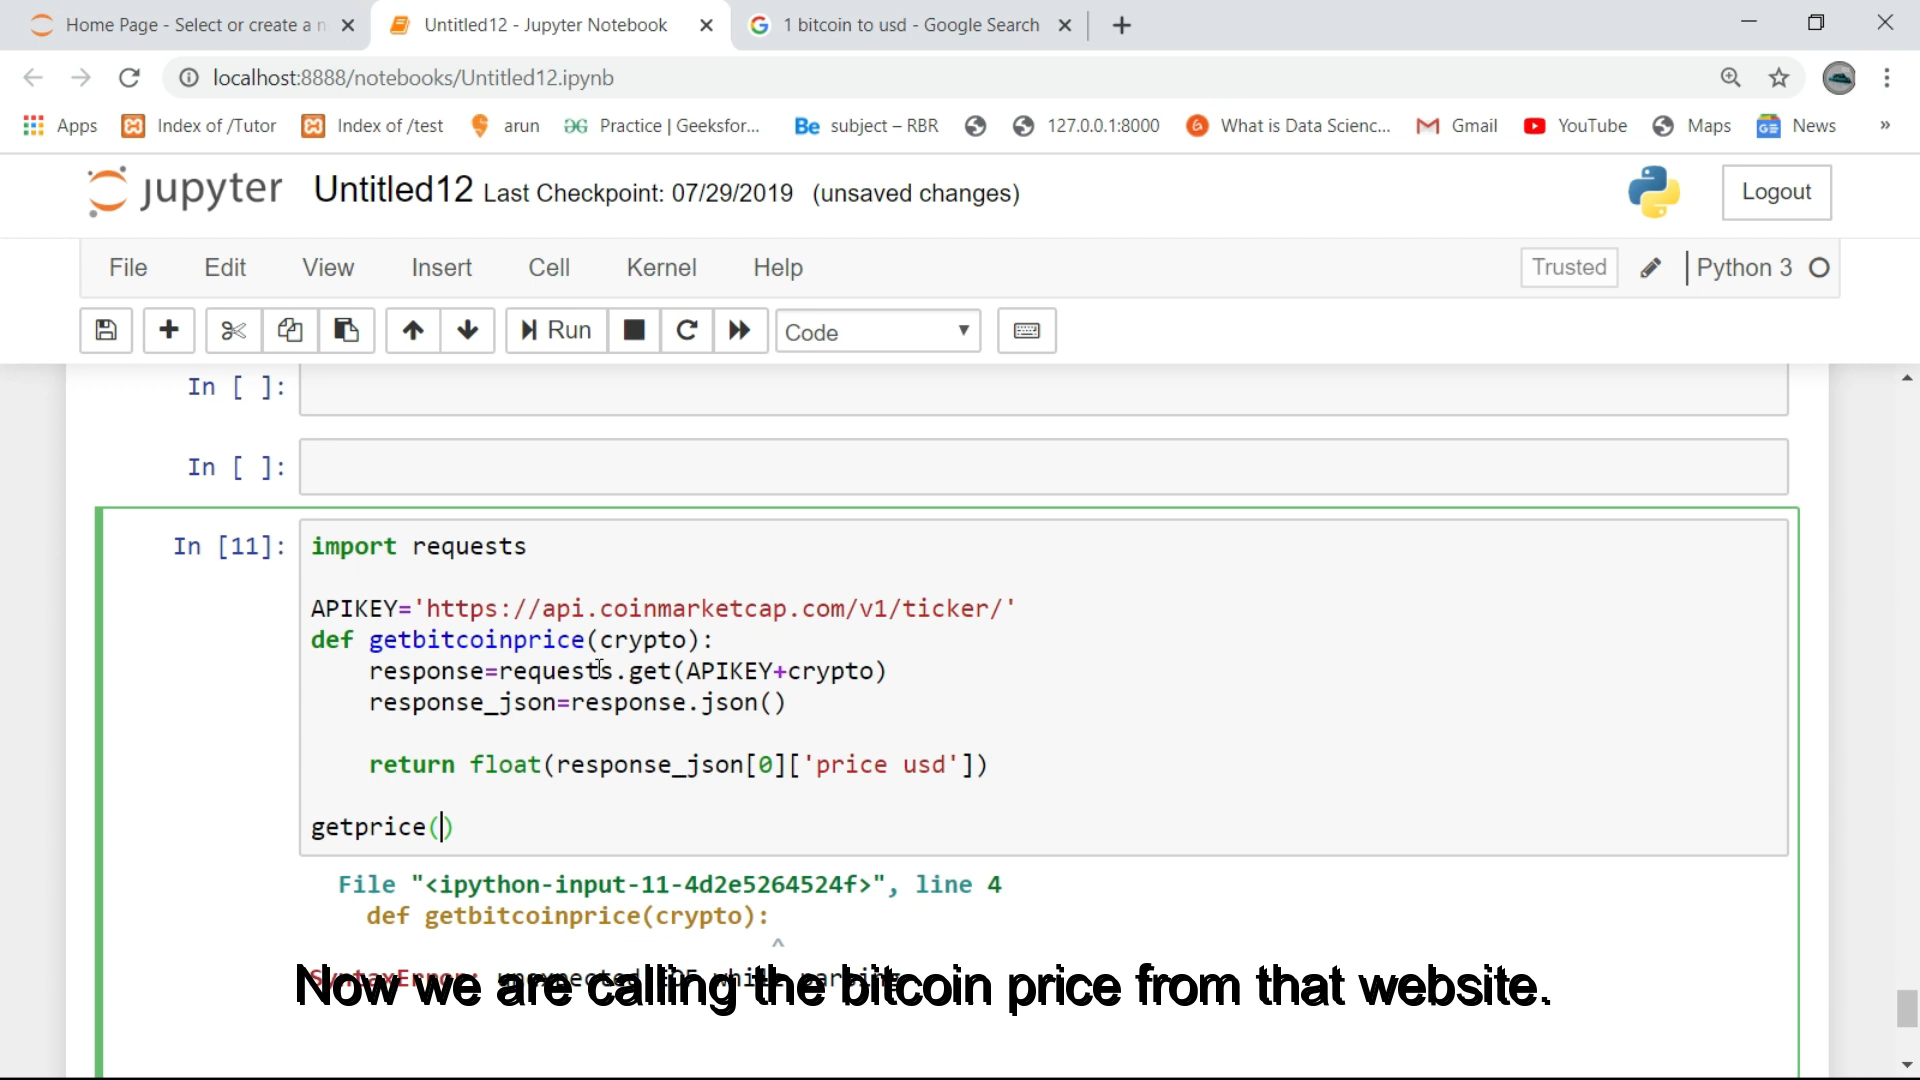 Home Page - Select or create a n
Untitled12 - Jupyter Notebook
1 bitcoin to usd - Google Search
localhost:8888/notebooks/Untitled12.ipynb
Apps
Index of /Tutor
Index of /test
arun
Practice | Geeksfor...
Be subject – RBR
127.0.0.1:8000
What is Data Scienc...
Gmail
YouTube
Maps
News
»
jupyter Untitled12 Last Checkpoint: 07/29/2019 (unsaved changes)
Logout
File Edit View Insert Cell Kernel Help
Trusted
Python 3
Run
Code
In [ ]:
In [ ]:
In [11]:
import requests
APIKEY='https://api.coinmarketcap.com/v1/ticker/'
def getbitcoinprice(crypto):
response=requests.get(APIKEY+crypto)
response_json=response.json()
return float(response_json[0]['price usd'])
getprice()
File "<ipython-input-11-4d2e5264524f>", line 4
def getbitcoinprice(crypto):
^
SyntaxError: unexpected EOF while parsing
Now we are calling the bitcoin price from that website.